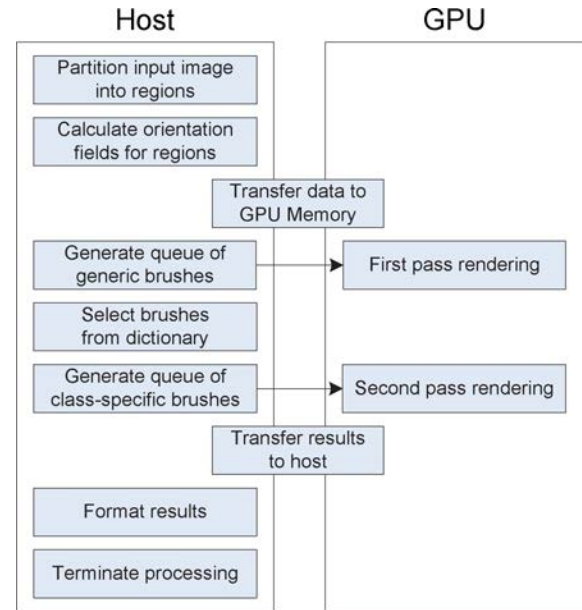 Host
GPU
Partition input image
into regions
Calculate orientation
fields for regions
Transfer data to
GPU Memory
Generate queue of
generic brushes
First pass rendering
Select brushes
from dictionary
Generate queue of
class-specific brushes
Second pass rendering
Transfer results
to host
Format results
Terminate processing